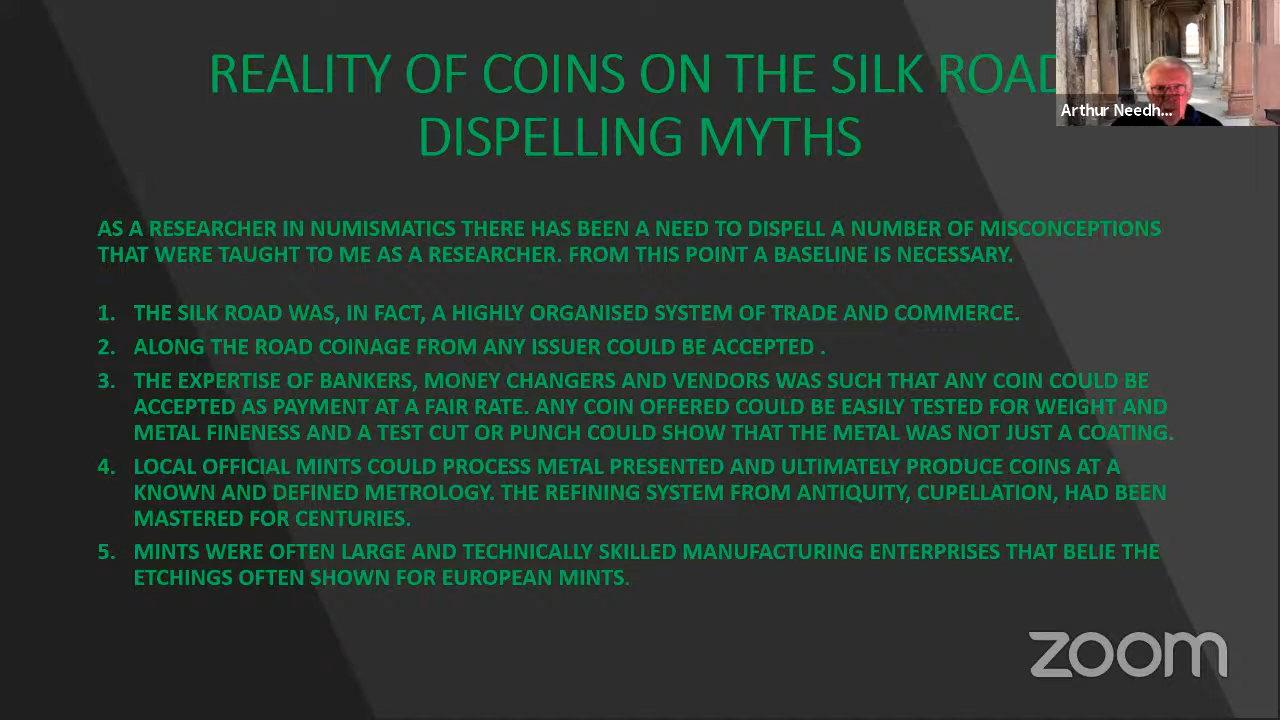 REALITY OF COINS ON THE SILK ROAD
DISPELLING MYTHS
Arthur Needh...
AS A RESEARCHER IN NUMISMATICS THERE HAS BEEN A NEED TO DISPELL A NUMBER OF MISCONCEPTIONS
THAT WERE TAUGHT TO ME AS A RESEARCHER. FROM THIS POINT A BASELINE IS NECESSARY.
1. THE SILK ROAD WAS, IN FACT, A HIGHLY ORGANISED SYSTEM OF TRADE AND COMMERCE.
2. ALONG THE ROAD COINAGE FROM ANY ISSUER COULD BE ACCEPTED .
3. THE EXPERTISE OF BANKERS, MONEY CHANGERS AND VENDORS WAS SUCH THAT ANY COIN COULD BE
ACCEPTED AS PAYMENT AT A FAIR RATE. ANY COIN OFFERED COULD BE EASILY TESTED FOR WEIGHT AND
METAL FINENESS AND A TEST CUT OR PUNCH COULD SHOW THAT THE METAL WAS NOT JUST A COATING.
4. LOCAL OFFICIAL MINTS COULD PROCESS METAL PRESENTED AND ULTIMATELY PRODUCE COINS AT A
KNOWN AND DEFINED METROLOGY. THE REFINING SYSTEM FROM ANTIQUITY, CUPELLATION, HAD BEEN
MASTERED FOR CENTURIES.
5. MINTS WERE OFTEN LARGE AND TECHNICALLY SKILLED MANUFACTURING ENTERPRISES THAT BELIE THE
ETCHINGS OFTEN SHOWN FOR EUROPEAN MINTS.
zoom